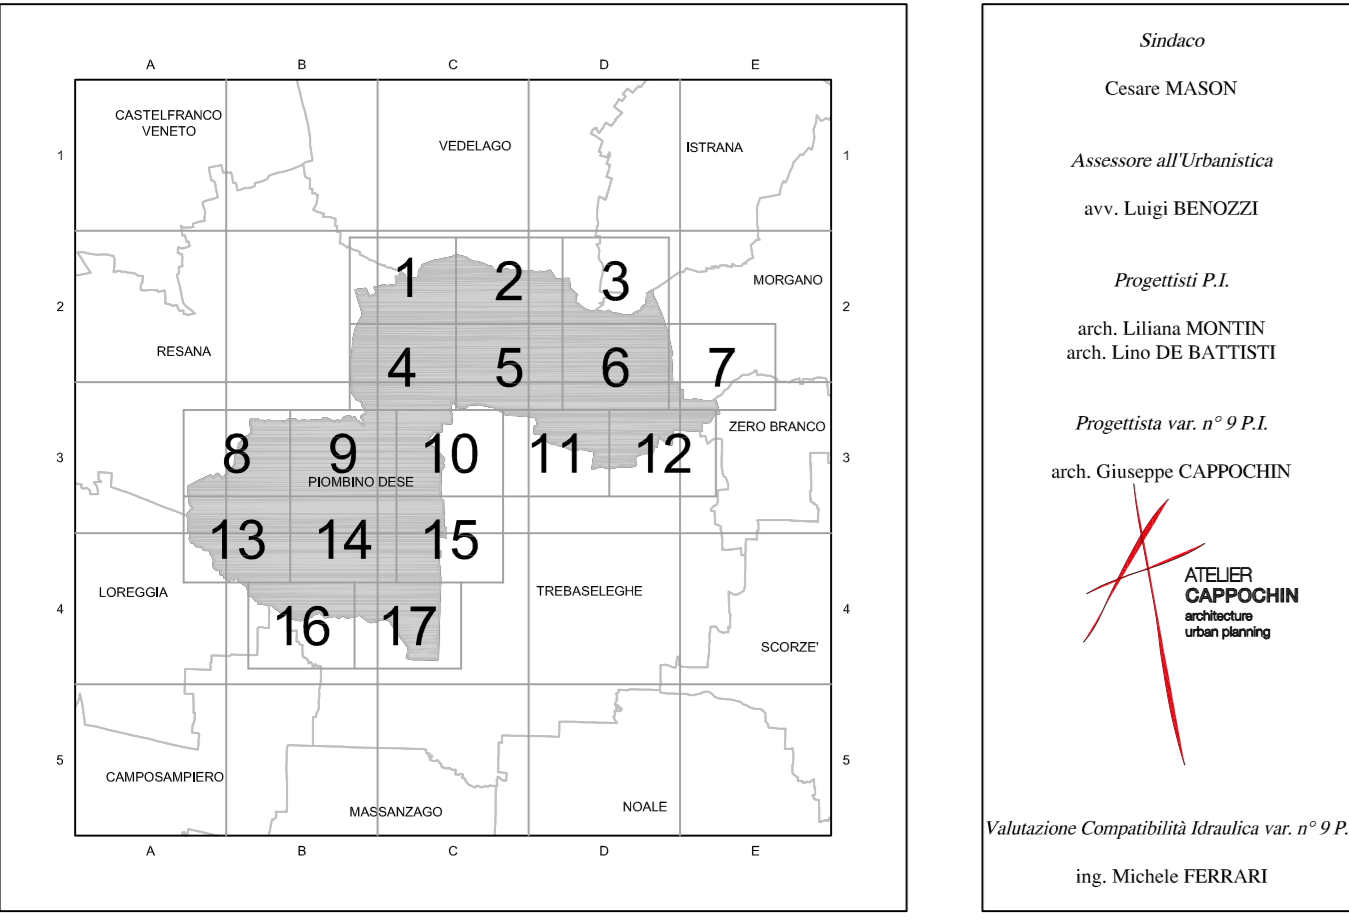 A B C D E
CASTELFRANCO
VENETO
VEDELAGO
ISTRANA
1 1
1 2 3
MORGANO
2 2
RESANA
4 5 6 7
ZERO BRANCO
8 9 10 11 12
3 3
PIOMBINO DESE
13 14 15
LOREGGIA
TREBASELEGHE
4 4
16 17
SCORZE'
5 5
CAMPOSAMPIERO
MASSANZAGO
NOALE
A B C D E
Sindaco
Cesare MASON
Assessore all'Urbanistica
avv. Luigi BENOZZI
Progettisti P.I.
arch. Liliana MONTIN
arch. Lino DE BATTISTI
Progettista var. n° 9 P.I.
arch. Giuseppe CAPPOCHIN
ATELIER
CAPPOCHIN
architecture
urban planning
Valutazione Compatibilità Idraulica var. n° 9 P.
ing. Michele FERRARI